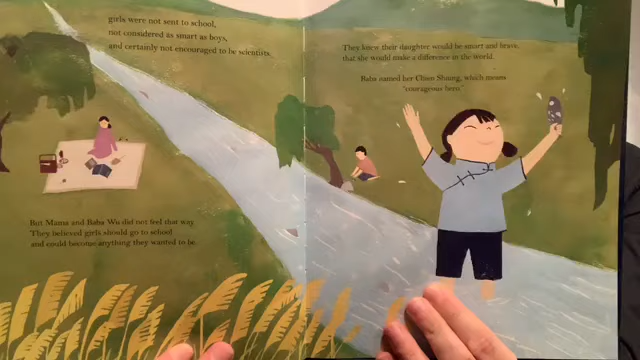 girls were not sent to school,
not considered as smart as boys,
and certainly not encouraged to be scientists.
But Mama and Baba Wu did not feel that way.
They believed girls should go to school
and could become anything they wanted to be.
They knew their daughter would be smart and brave,
that she would make a difference in the world.
Baba named her Chien Shiung, which means
"courageous hero."